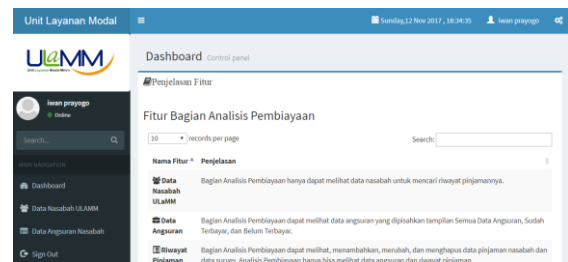 Unit Layanan Modal
Sunday,12 Nov 2017 , 18:34:35
iwan prayogo
ULaMM
Unit Layanan Modal Mikro
Dashboard Control panel
Penjelasan Fitur
iwan prayogo
Online
Search...
MAIN NAVIGATION
Dashboard
Data Nasabah ULAMM
Data Angsuran Nasabah
Sign Out
Fitur Bagian Analisis Pembiayaan
10 records per page
Search:
Nama Fitur Penjelasan
Data Nasabah ULaMM
Bagian Analisis Pembiayaan hanya dapat melihat data nasabah untuk mencari riwayat pinjamannya.
Data Angsuran
Bagian Analisis Pembiayaan dapat melihat data angsuran yang dipisahkan tampilan Semua Data Angsuran, Sudah
Terbayar, dan Belum Terbayar.
Riwayat Pinjaman
Bagian Analisis Pembiayaan dapat melihat, menambahkan, merubah, dan menghapus data pinjaman nasabah dan
data survey. Analisis Pembiayaan hanya bisa melihat data angsuran dan riwayat pinjaman.